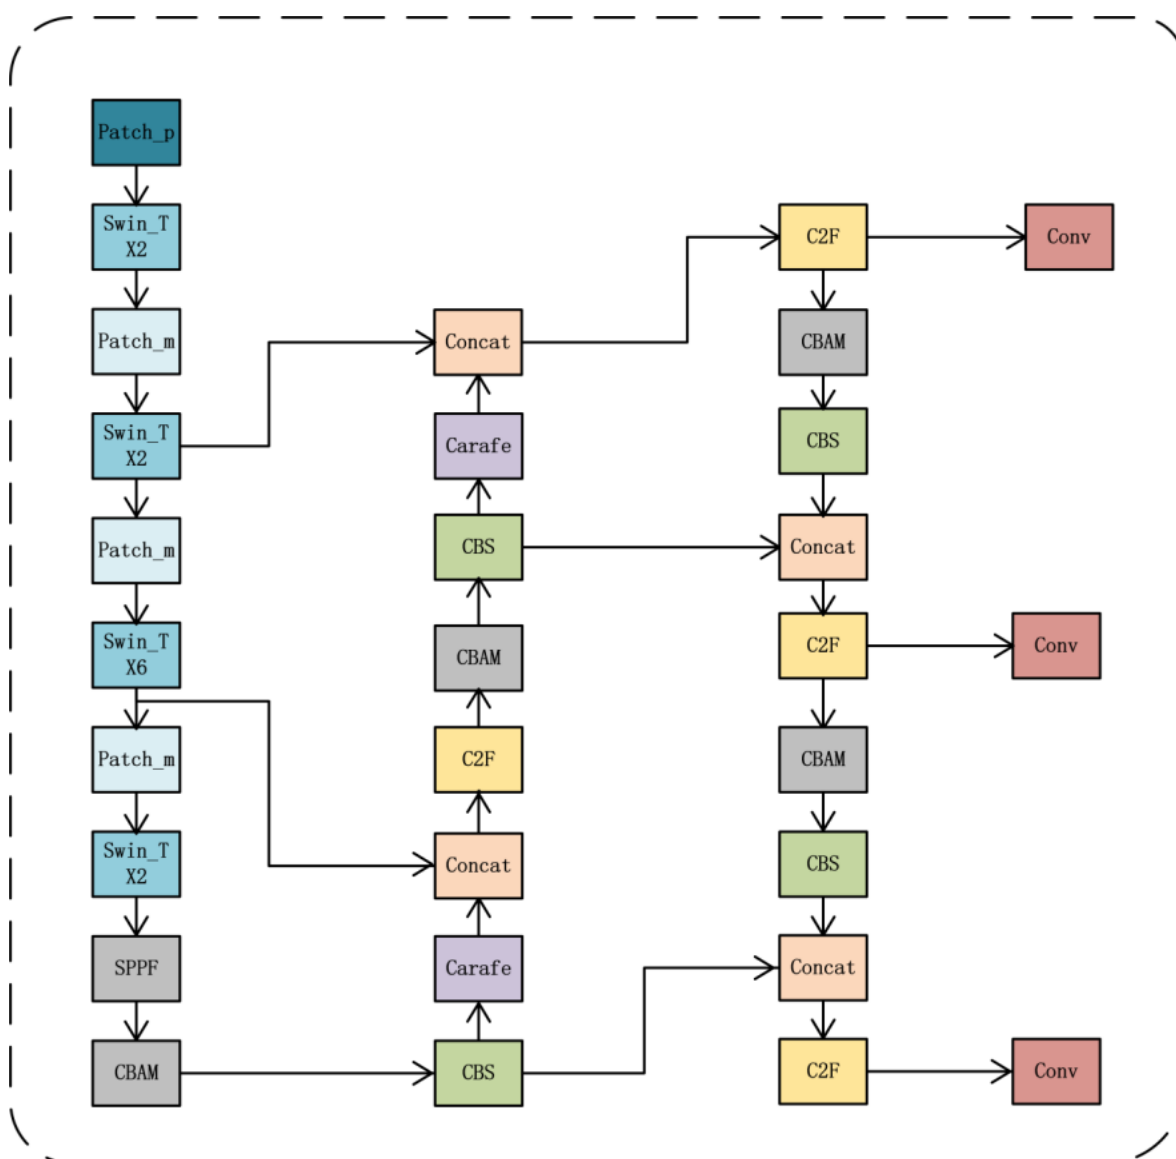 Patch_p
Swin_T
X2
Patch_m
Swin_T
X2
Patch_m
Swin_T
X6
Patch_m
Swin_T
X2
SPPF
CBAM
Concat
Carafe
CBS
CBAM
C2F
Concat
Carafe
CBS
C2F
CBAM
CBS
Concat
C2F
CBAM
CBS
Concat
C2F
Conv
Conv
Conv